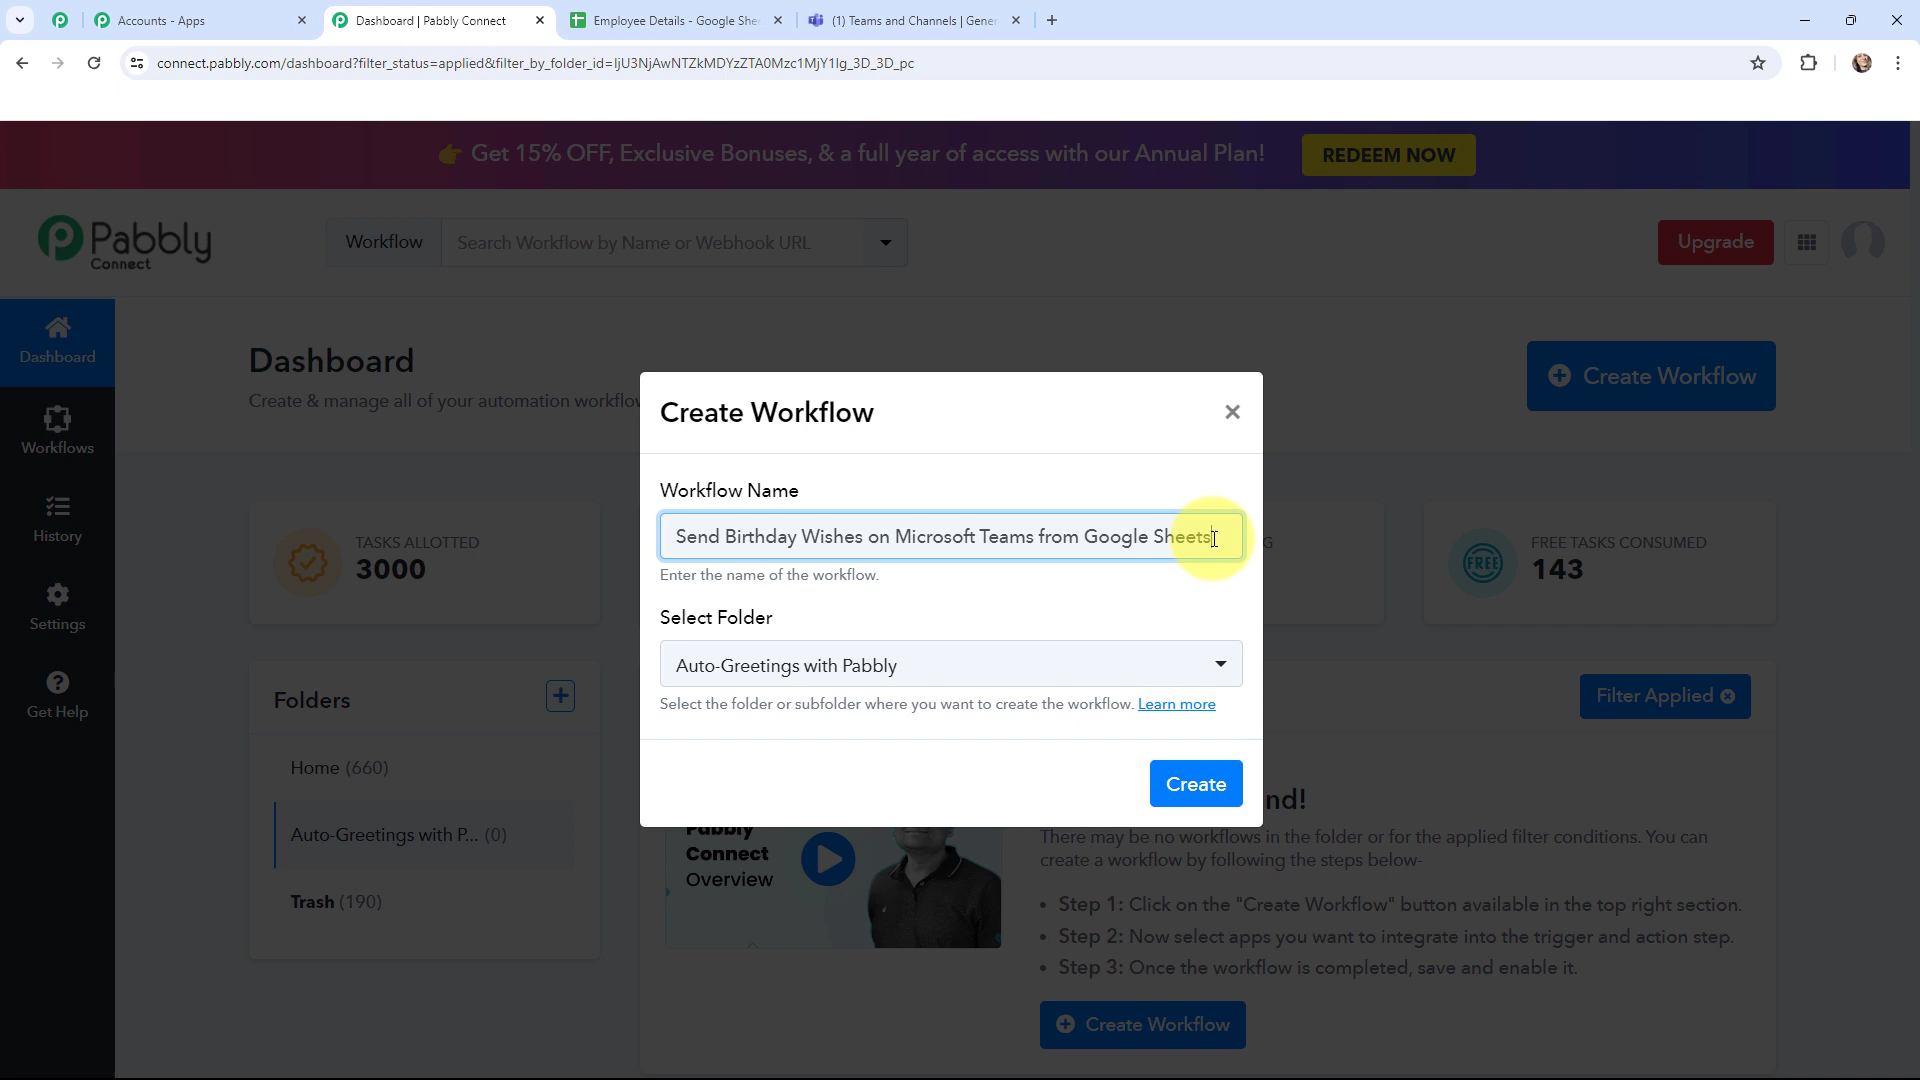 Accounts - Apps
Dashboard | Pabbly Connect
Employee Details - Google She
(1) Teams and Channels | Gener
connect.pabbly.com/dashboard?filter_status=applied&filter_by_folder_id=IjU3NjAwNTZkMDYzZTA0Mzc1MjY1Ig_3D_3D_pc
Get 15% OFF, Exclusive Bonuses, & a full year of access with our Annual Plan!
REDEEM NOW
Pabbly
Connect
Workflow
Search Workflow by Name or Webhook URL
Upgrade
Dashboard
Workflows
History
Settings
Get Help
Dashboard
Create & manage all of your automation workflow
Create Workflow
TASKS ALLOTTED
3000
G
FREE
FREE TASKS CONSUMED
143
Create Workflow
Workflow Name
Send Birthday Wishes on Microsoft Teams from Google Sheets
Enter the name of the workflow.
Select Folder
Auto-Greetings with Pabbly
Select the folder or subfolder where you want to create the workflow. Learn more
Create
Folders
Home (660)
Auto-Greetings with P... (0)
Trash (190)
Filter Applied
Pabbly
Connect
Overview
nd!
There may be no workflows in the folder or for the applied filter conditions. You can
create a workflow by following the steps below-
• Step 1: Click on the "Create Workflow" button available in the top right section.
• Step 2: Now select apps you want to integrate into the trigger and action step.
• Step 3: Once the workflow is completed, save and enable it.
Create Workflow